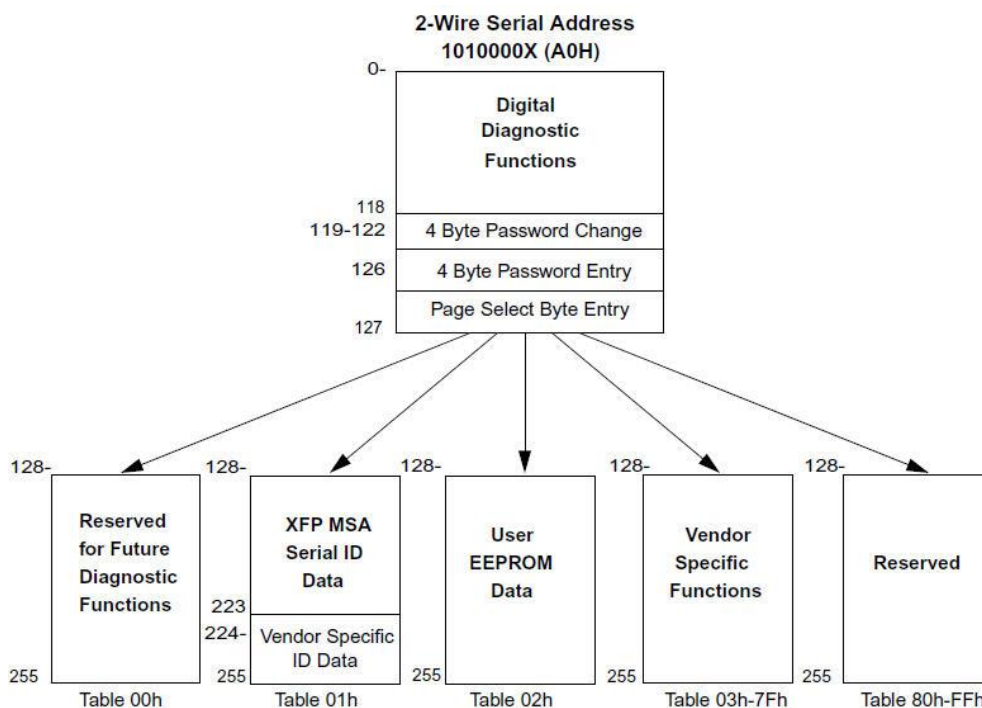 2-Wire Serial Address
1010000X (A0H)
0-
Digital
Diagnostic
Functions
118
119-122
4 Byte Password Change
126
4 Byte Password Entry
Page Select Byte Entry
127
128-
128-
128-
128-
128-
Reserved
for Future
Diagnostic
Functions
255
Table 00h
XFP MSA
Serial ID
Data
223
224-
Vendor Specific
ID Data
255
Table 01h
User
EEPROM
Data
255
Table 02h
Vendor
Specific
Functions
255
Table 03h-7Fh
Reserved
255
Table 80h-FFh